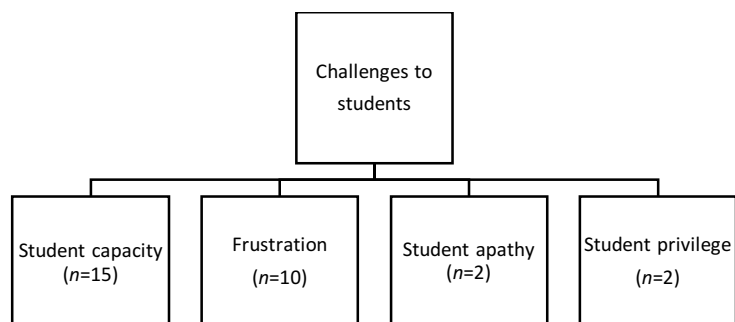 Challenges to
students
Student capacity
(n=15)
Frustration
(n=10)
Student apathy
(n=2)
Student privilege
(n=2)